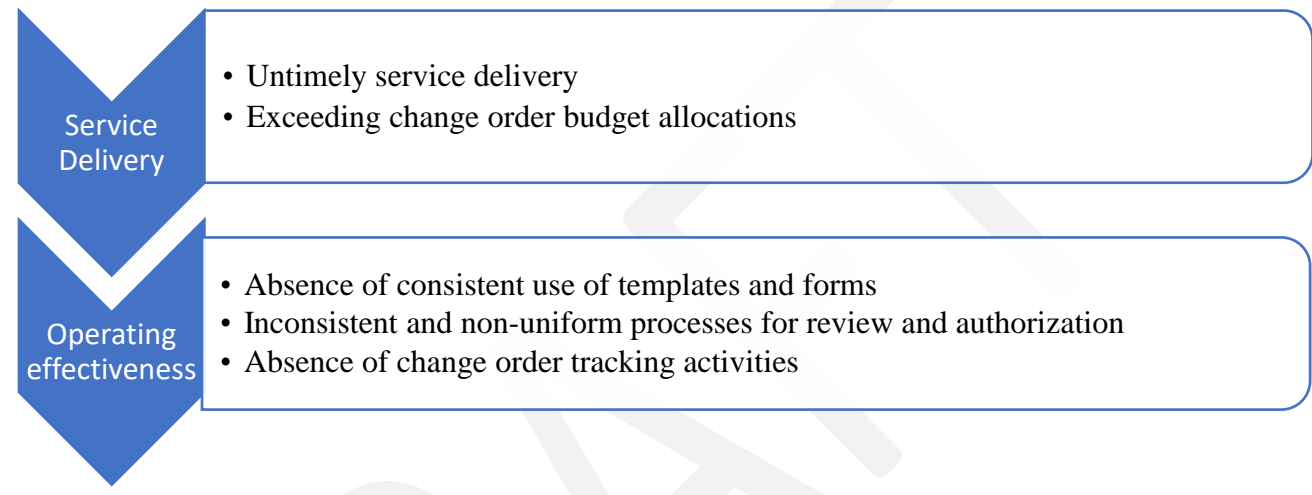 Service
Delivery
• Untimely service delivery
• Exceeding change order budget allocations
Operating
effectiveness
• Absence of consistent use of templates and forms
• Inconsistent and non-uniform processes for review and authorization
• Absence of change order tracking activities